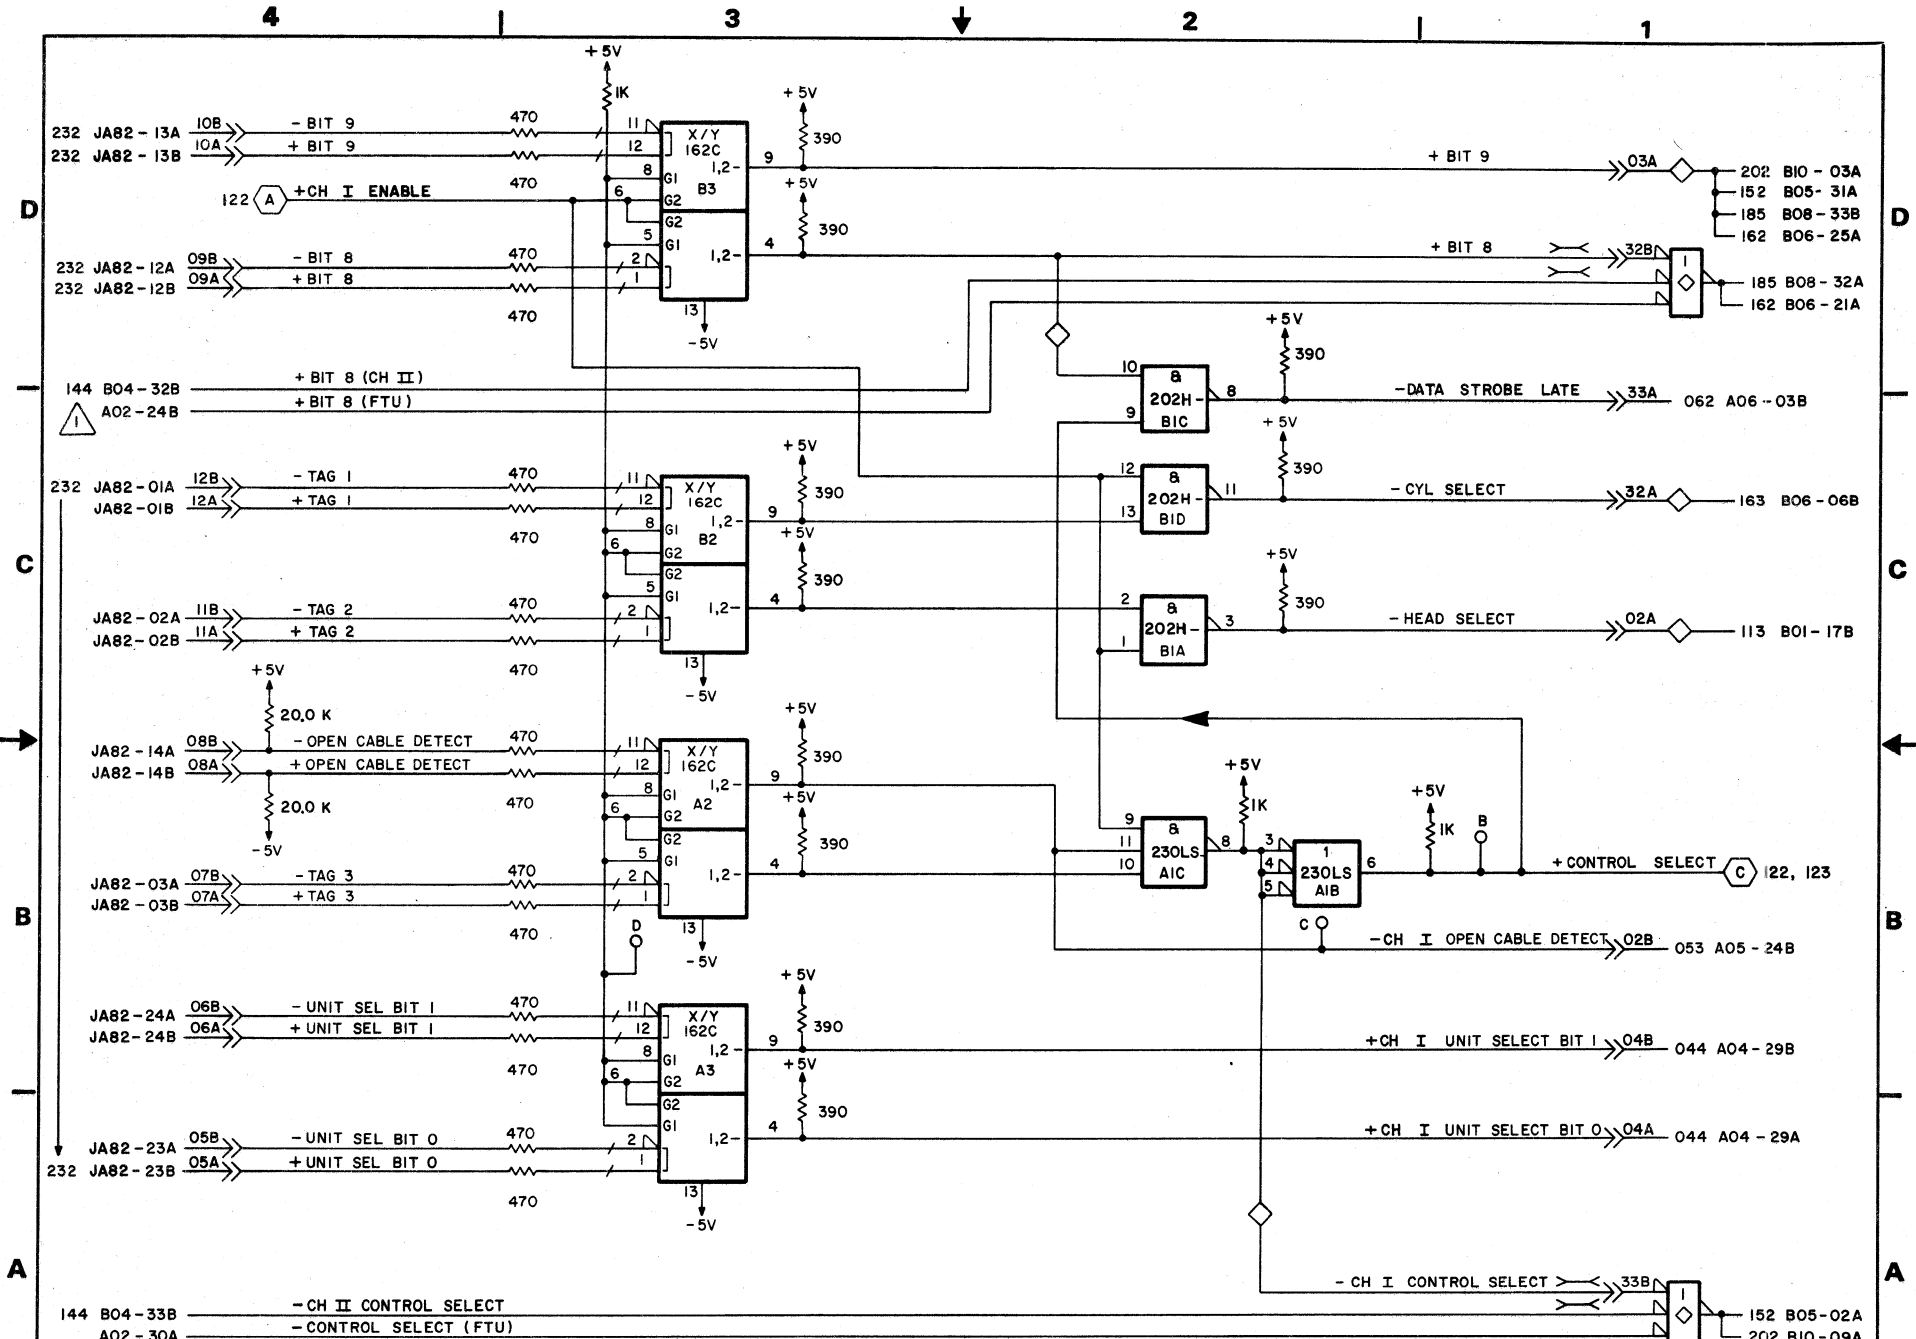 4 3 2 1
+5V
1K
232 JA82-13A 10B - BIT 9 470 11
232 JA82-13B 10A + BIT 9 470 12
X/Y
162C
8 G1
6 G2
1,2- 9
B3
+5V
390
+ BIT 9 03A
202 B10-03A
152 B05-31A
185 B08-33B
162 B06-25A
D
122 A +CH I ENABLE
G2
5 G1
1,2- 4
+5V
390
D
232 JA82-12A 09B - BIT 8 470 2
232 JA82-12B 09A + BIT 8 470 1
13
-5V
+ BIT 8 32B
1
185 B08-32A
162 B06-21A
144 B04-32B + BIT 8 (CH II)
1 A02-24B + BIT 8 (FTU)
10
9
&
202H-
B1C
8
+5V
390
-DATA STROBE LATE 33A 062 A06-03B
232 JA82-01A 12B - TAG 1 470 11
JA82-01B 12A + TAG 1 470 12
X/Y
162C
8 G1
6 G2
1,2- 9
B2
+5V
390
12
13
&
202H-
B1D
11
+5V
390
-CYL SELECT 32A 163 B06-06B
C
G2
5 G1
1,2- 4
+5V
390
C
JA82-02A 11B - TAG 2 470 2
JA82-02B 11A + TAG 2 470 1
13
-5V
2
1
&
202H-
B1A
3
+5V
390
-HEAD SELECT 02A 113 B01-17B
+5V
20.0 K
JA82-14A 08B -OPEN CABLE DETECT 470 11
JA82-14B 08A +OPEN CABLE DETECT 470 12
20.0 K
-5V
X/Y
162C
8 G1
6 G2
1,2- 9
A2
+5V
390
G2
5 G1
1,2- 4
+5V
390
JA82-03A 07B - TAG 3 470 2
JA82-03B 07A + TAG 3 470 1
13
-5V
9
11
10
&
230LS
A1C
8
+5V
1K
3
4
5
1
230LS
A1B
6
+5V
1K
B
+CONTROL SELECT C 122, 123
B
D
C
-CH I OPEN CABLE DETECT 02B 053 A05-24B
B
JA82-24A 06B - UNIT SEL BIT 1 470 11
JA82-24B 06A + UNIT SEL BIT 1 470 12
X/Y
162C
8 G1
6 G2
1,2- 9
A3
+5V
390
+CH I UNIT SELECT BIT 1 04B 044 A04-29B
G2
G1
1,2- 4
+5V
390
+CH I UNIT SELECT BIT 0 04A 044 A04-29A
JA82-23A 05B - UNIT SEL BIT 0 470 2
232 JA82-23B 05A +UNIT SEL BIT 0 470 1
13
-5V
A
A
-CH I CONTROL SELECT 33B
144 B04-33B -CH II CONTROL SELECT
A02-30A -CONTROL SELECT (FTU)
1
152 B05-02A
202 B10-09A